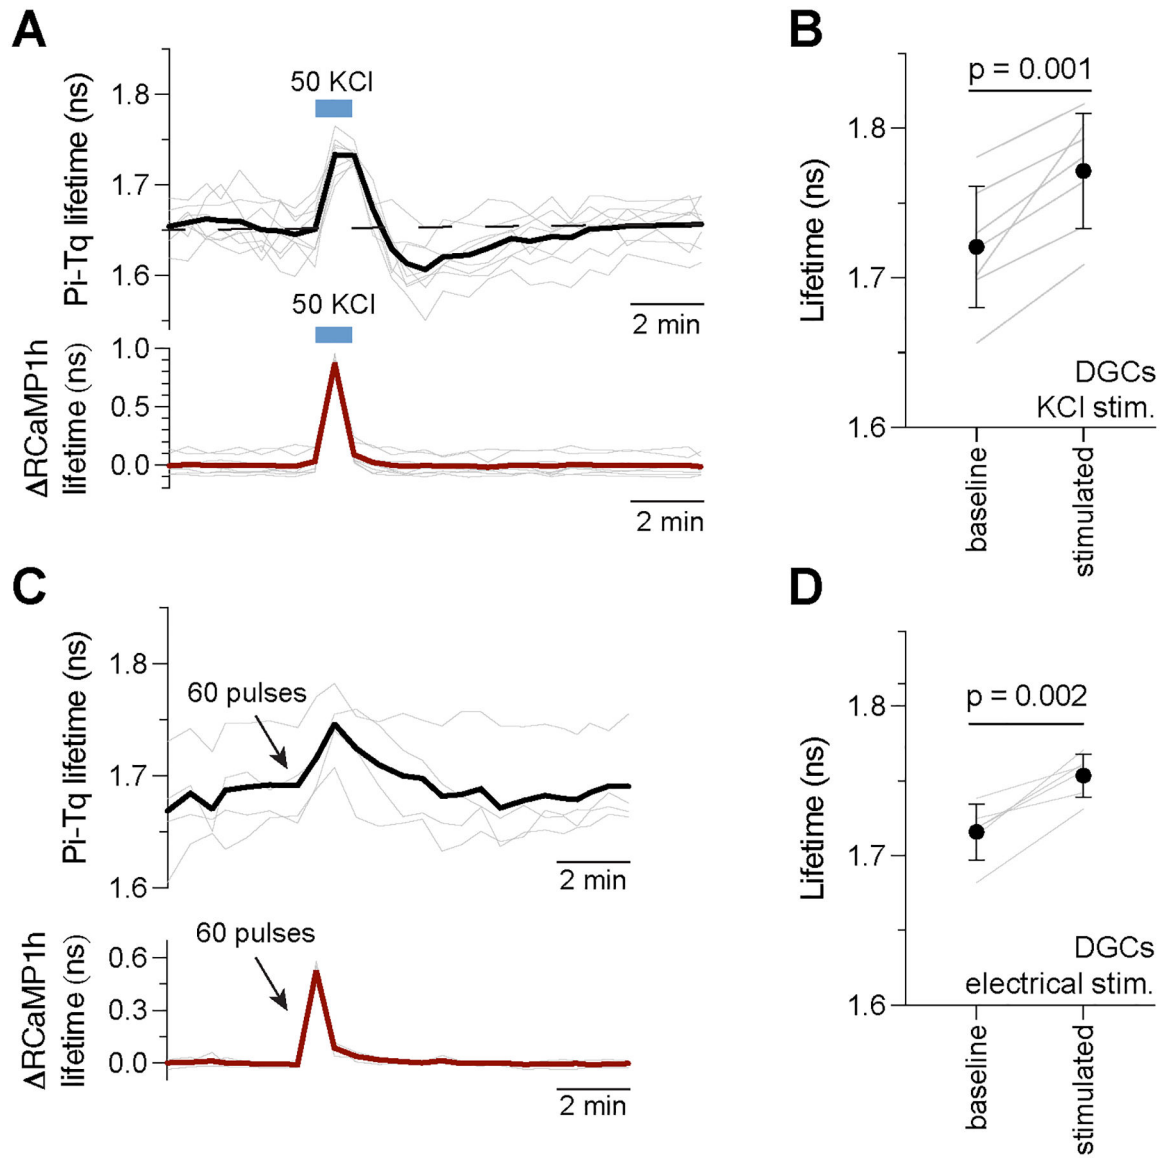 A
Pi-Tq lifetime (ns)
1.8
1.7
1.6
50 KCl
2 min
50 KCl
ΔRCaMP1h
lifetime (ns)
1.0
0.5
0.0
2 min
B
Lifetime (ns)
1.8
1.7
1.6
p = 0.001
DGCs
KCl stim.
baseline
stimulated
C
Pi-Tq lifetime (ns)
1.8
1.7
1.6
60 pulses
2 min
ΔRCaMP1h
lifetime (ns)
0.6
0.3
0.0
60 pulses
2 min
D
Lifetime (ns)
1.8
1.7
1.6
p = 0.002
DGCs
electrical stim.
baseline
stimulated